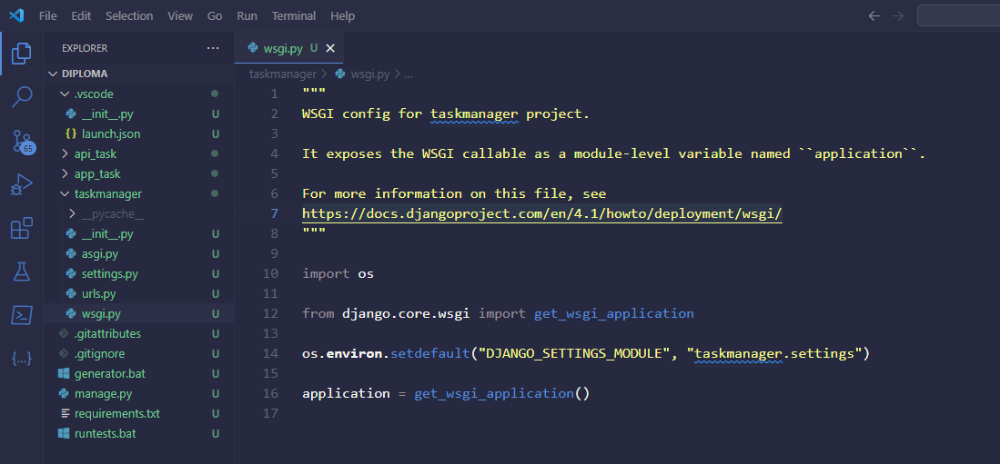 File Edit Selection View Go Run Terminal Help
EXPLORER ...
DIPLOMA
.vscode
__init__.py U
launch.json U
api_task
app_task
taskmanager
__pycache__
__init__.py U
asgi.py U
settings.py U
urls.py U
wsgi.py U
.gitattributes U
.gitignore U
generator.bat U
manage.py U
requirements.txt U
runtests.bat U
65
wsgi.py U
taskmanager > wsgi.py > ...
1 """
2 WSGI config for taskmanager project.
3
4 It exposes the WSGI callable as a module-level variable named ``application``.
5
6 For more information on this file, see
7 https://docs.djangoproject.com/en/4.1/howto/deployment/wsgi/
8 """
9
10 import os
11
12 from django.core.wsgi import get_wsgi_application
13
14 os.environ.setdefault("DJANGO_SETTINGS_MODULE", "taskmanager.settings")
15
16 application = get_wsgi_application()
17